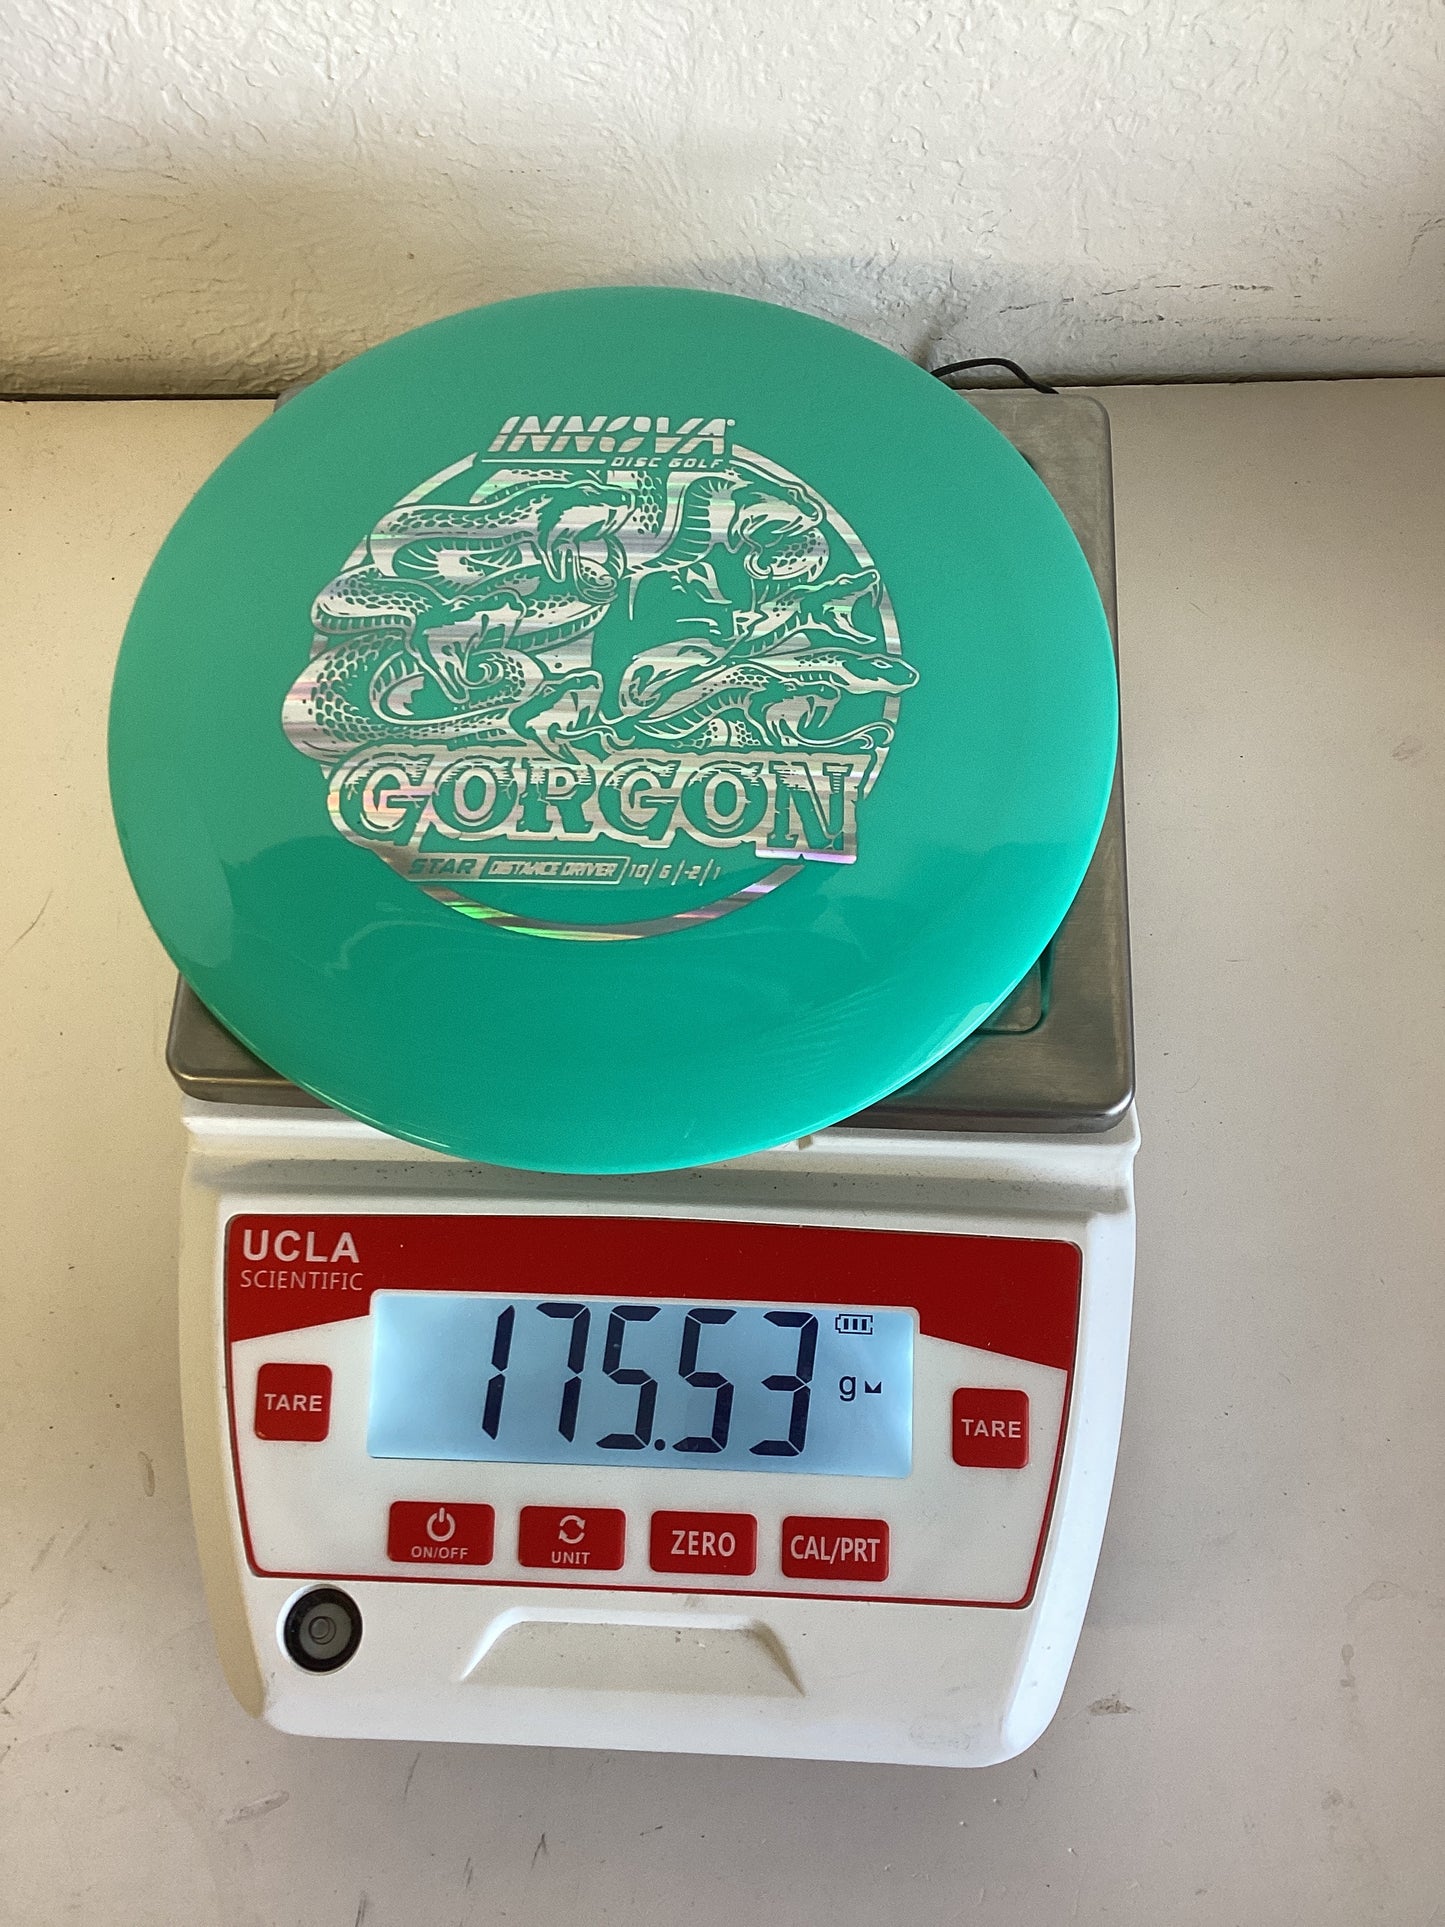 INNOVA
DISC GOLF
GORGON
STAR DISTANCE DRIVER 10 | 6 | -2 | 1
UCLA
SCIENTIFIC
175.53 g
TARE
TARE
ON/OFF
UNIT
ZERO
CAL/PRT